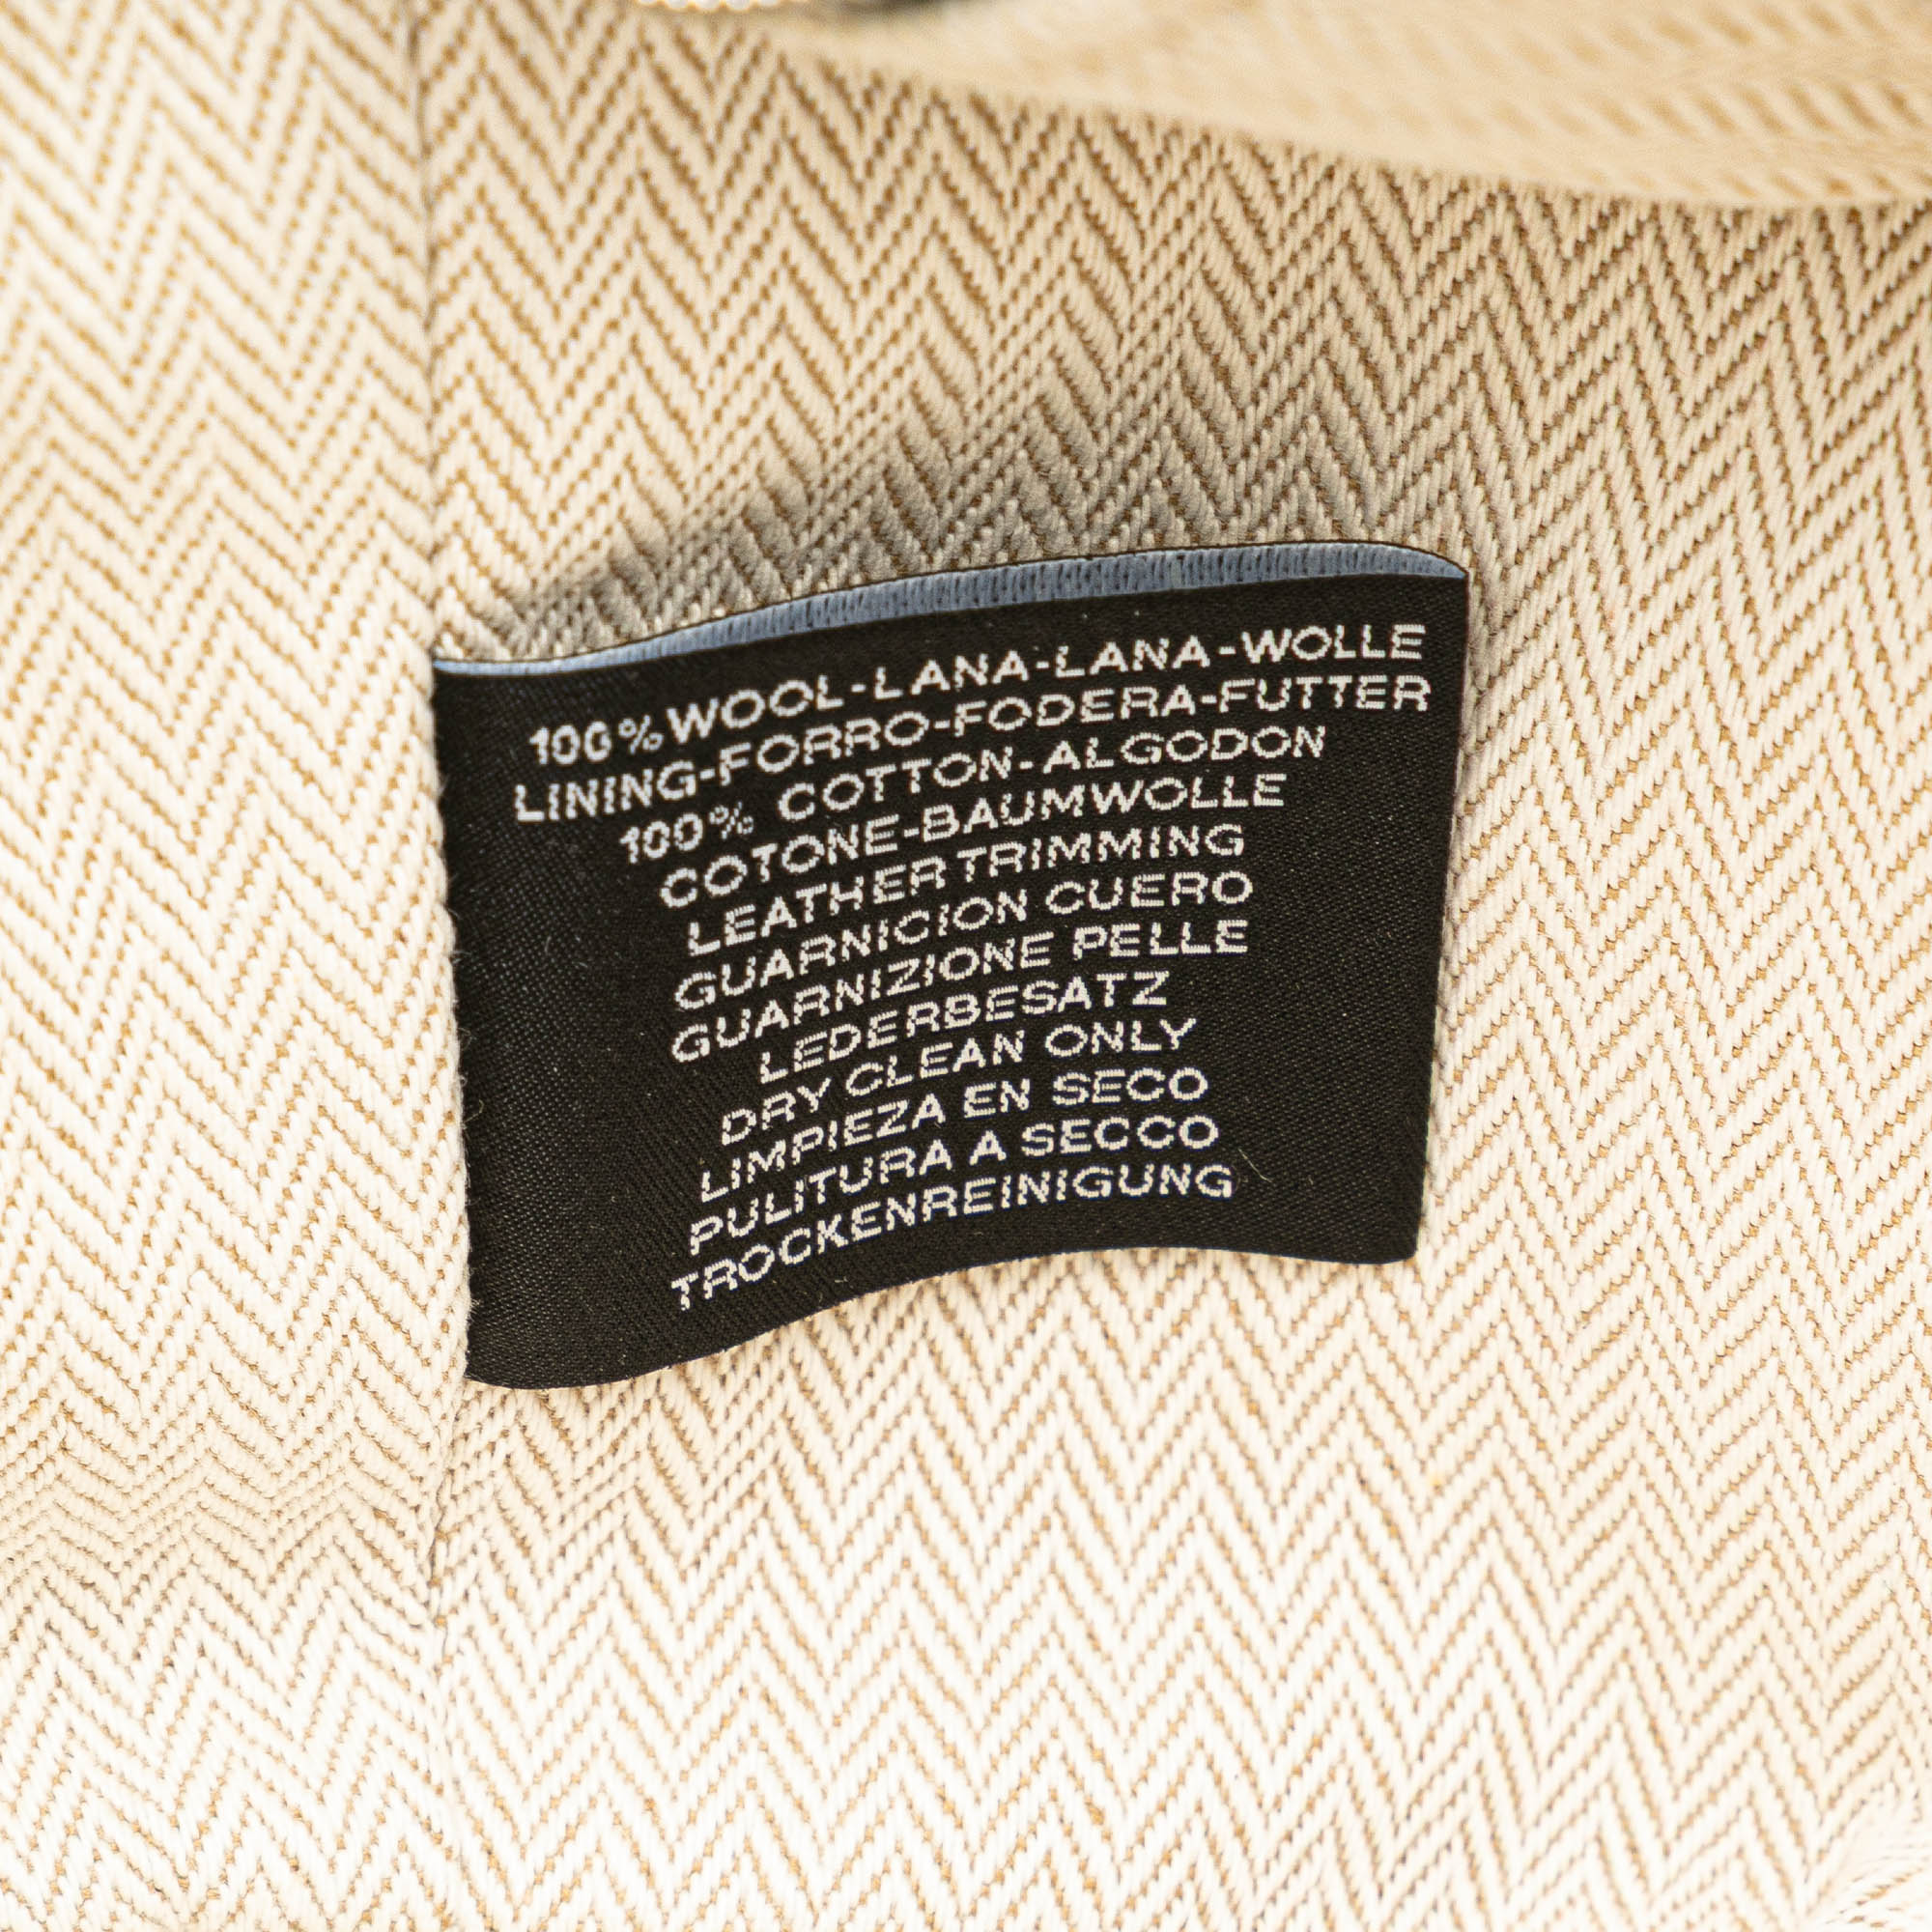 100% WOOL-LANA-LANA-WOLLE
LINING-FORRO-FODERA-FUTTER
100% COTTON-ALGODON
COTONE-BAUMWOLLE
LEATHER TRIMMING
GUARNICION CUERO
GUARNIZIONE PELLE
LEDERBESATZ
DRY CLEAN ONLY
LIMPIEZA EN SECO
PULITURA A SECCO
TROCKENREINIGUNG